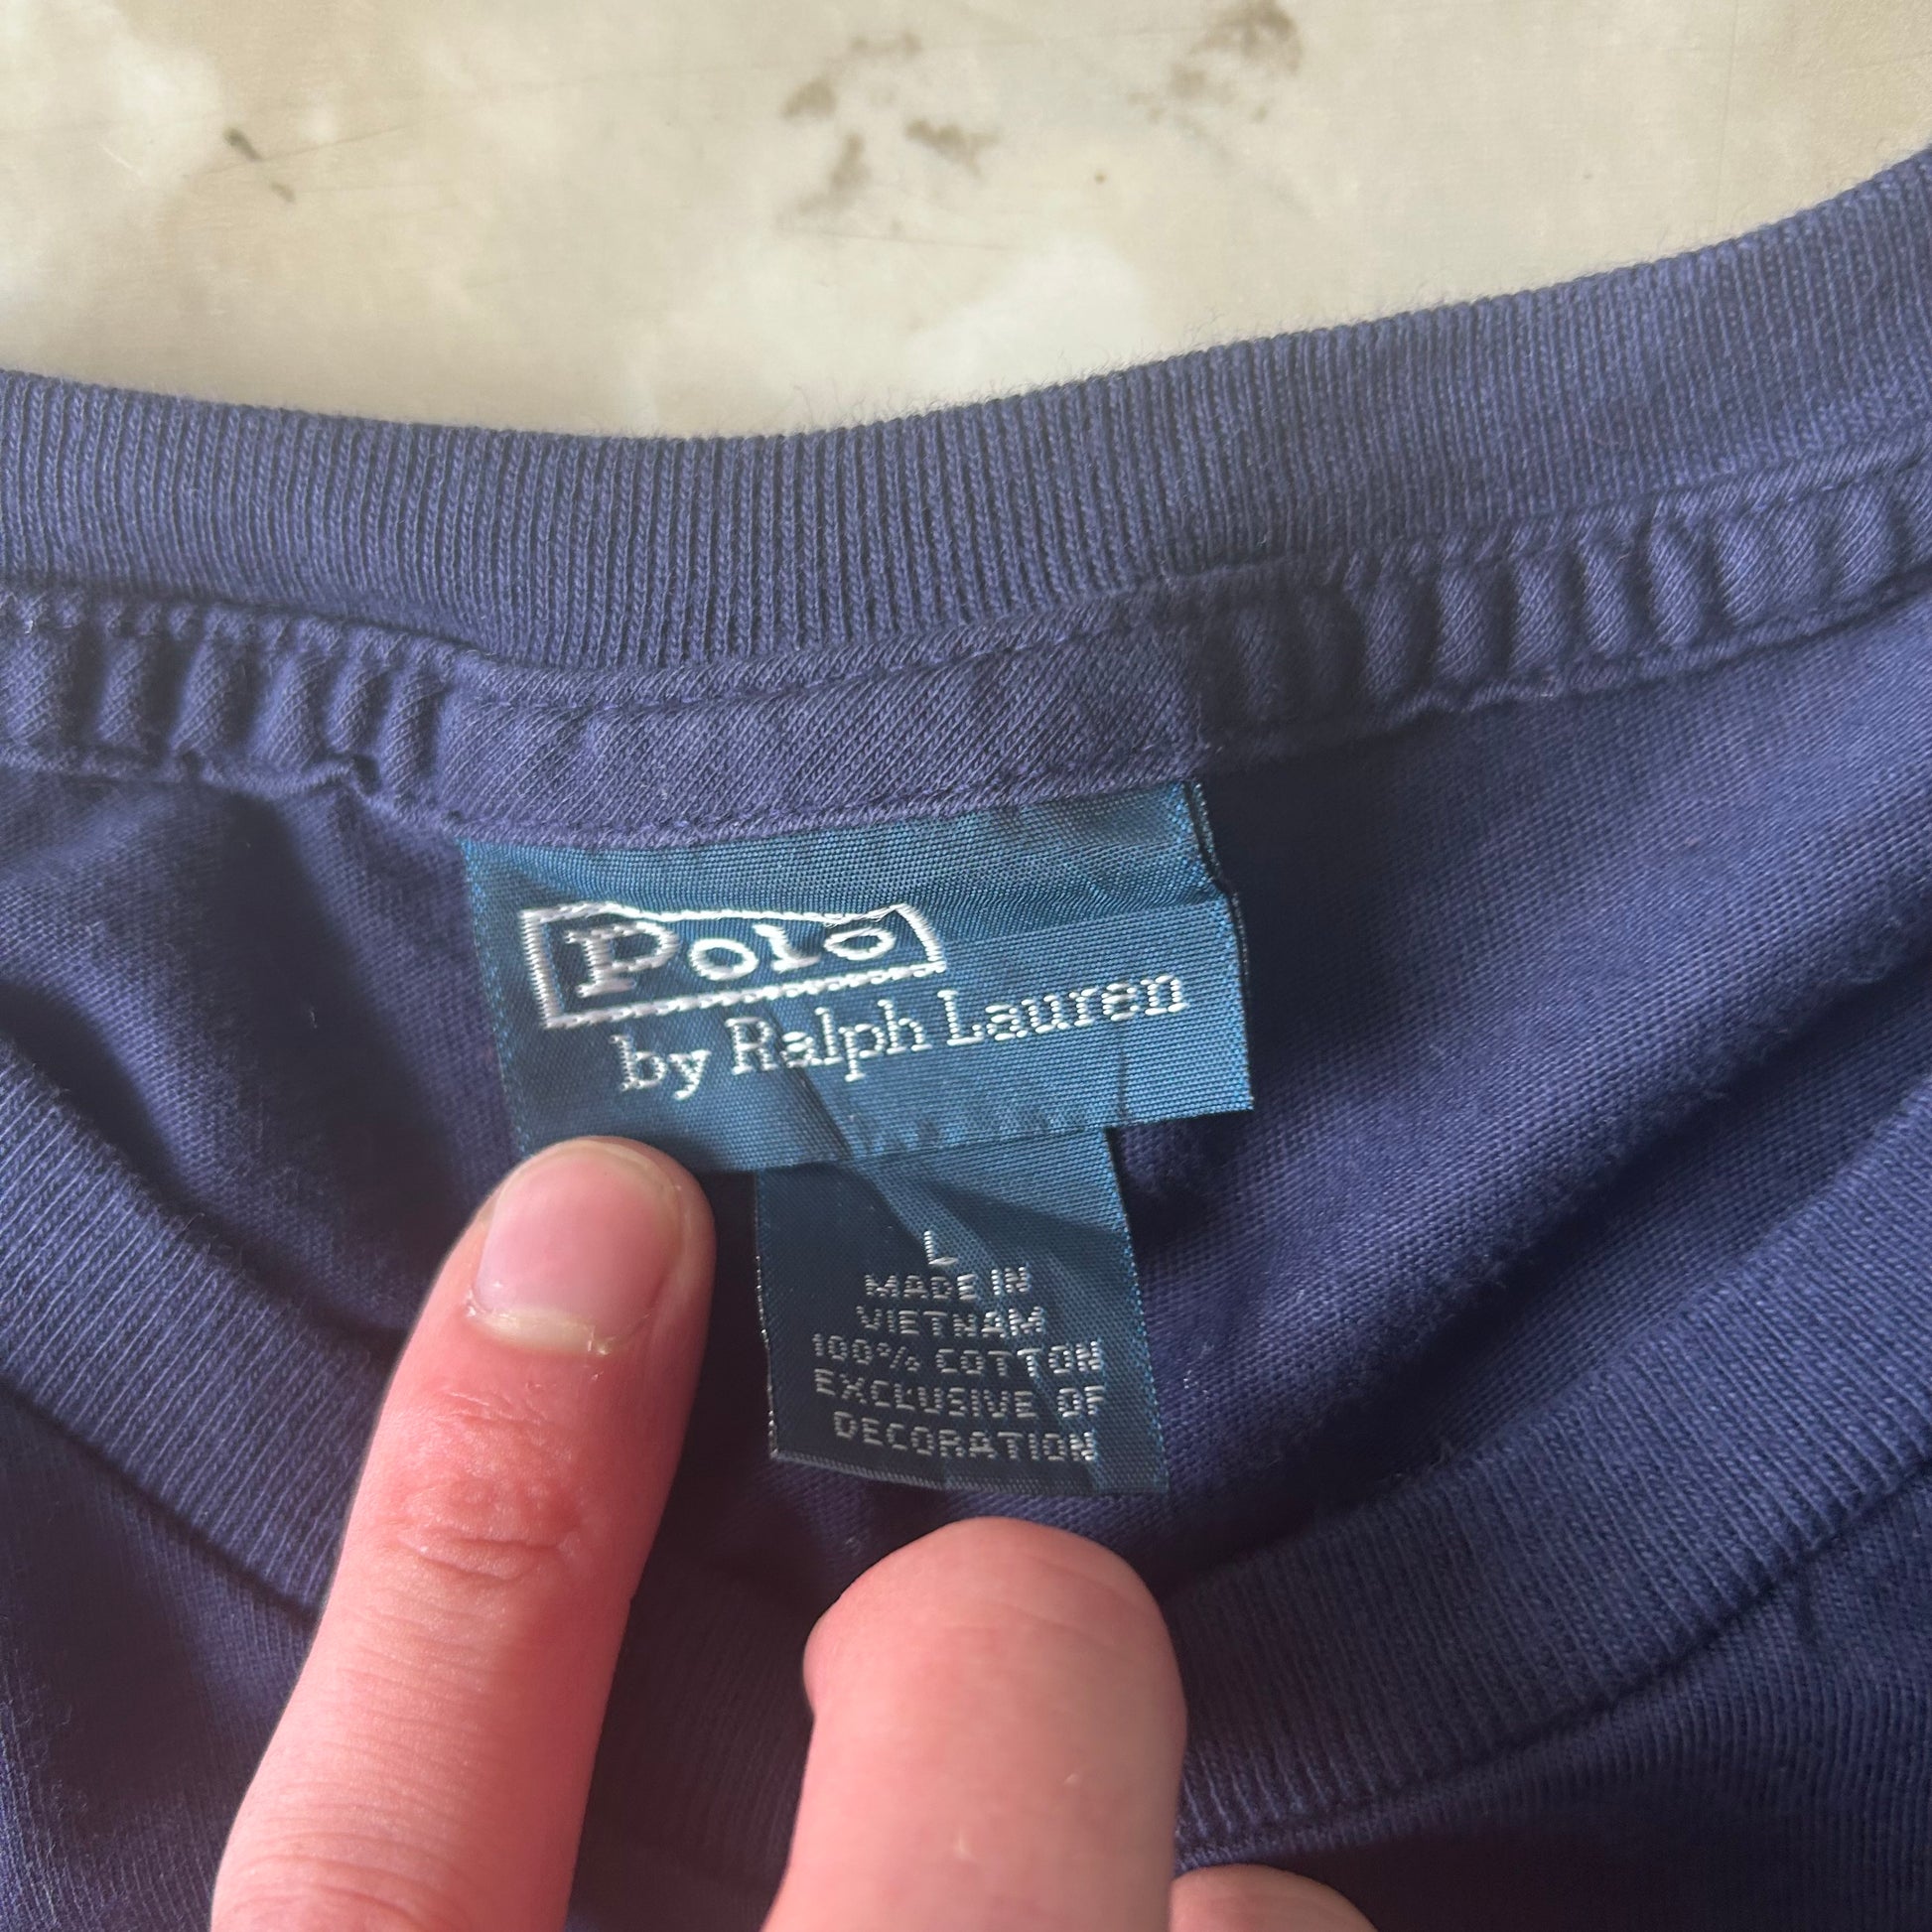 Polo
by Ralph Lauren
L
MADE IN
VIETNAM
100% COTTON
EXCLUSIVE OF
DECORATION